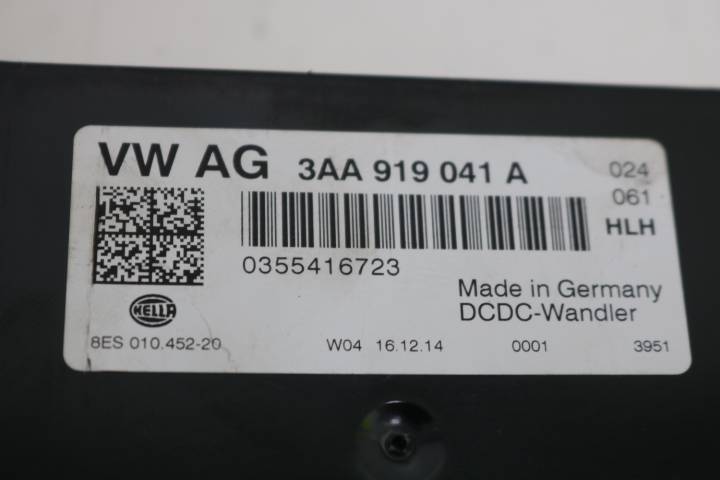 VW AG 3AA 919 041 A 024
061
HLH
0355416723
Made in Germany
DCDC-Wandler
HELLA
8ES 010.452-20 W04 16.12.14 0001 3951